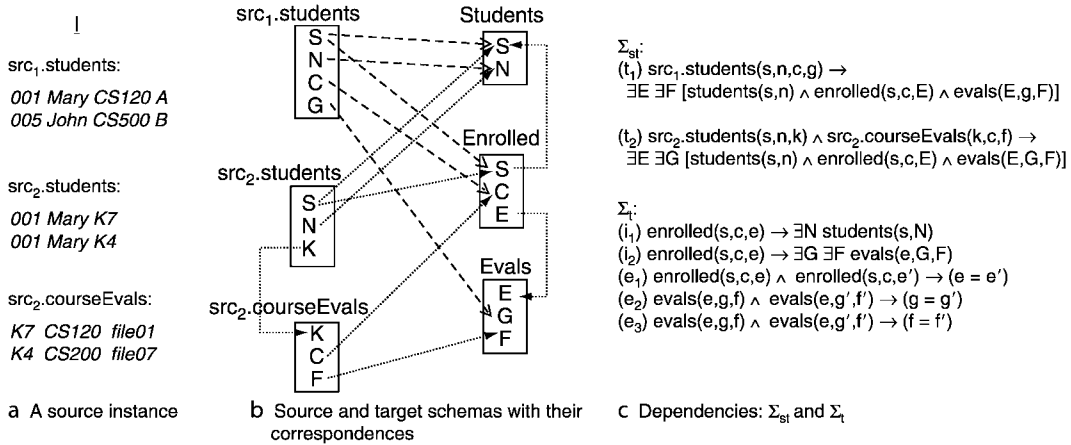 I
src₁.students:
001 Mary CS120 A
005 John CS500 B
src₂.students:
001 Mary K7
001 Mary K4
src₂.courseEvals:
K7 CS120 file01
K4 CS200 file07
a A source instance
src₁.students
S
N
C
G
src₂.students
S
N
K
src₂.courseEvals
K
C
F
Students
S
N
Enrolled
S
C
E
Evals
E
G
F
b Source and target schemas with their
correspondences
Σst:
(t₁) src₁.students(s,n,c,g) →
∃E ∃F [students(s,n) ∧ enrolled(s,c,E) ∧ evals(E,g,F)]
(t₂) src₂.students(s,n,k) ∧ src₂.courseEvals(k,c,f) →
∃E ∃G [students(s,n) ∧ enrolled(s,c,E) ∧ evals(E,G,F)]
Σt:
(i₁) enrolled(s,c,e) → ∃N students(s,N)
(i₂) enrolled(s,c,e) → ∃G ∃F evals(e,G,F)
(e₁) enrolled(s,c,e) ∧ enrolled(s,c,e′) → (e = e′)
(e₂) evals(e,g,f) ∧ evals(e,g′,f′) → (g = g′)
(e₃) evals(e,g,f) ∧ evals(e,g′,f′) → (f = f′)
c Dependencies: Σst and Σt